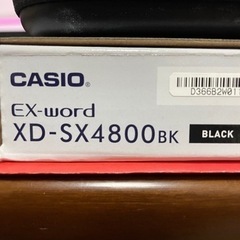 CASIO
D366B2W01
EX-word
XD-SX4800BK
BLACK